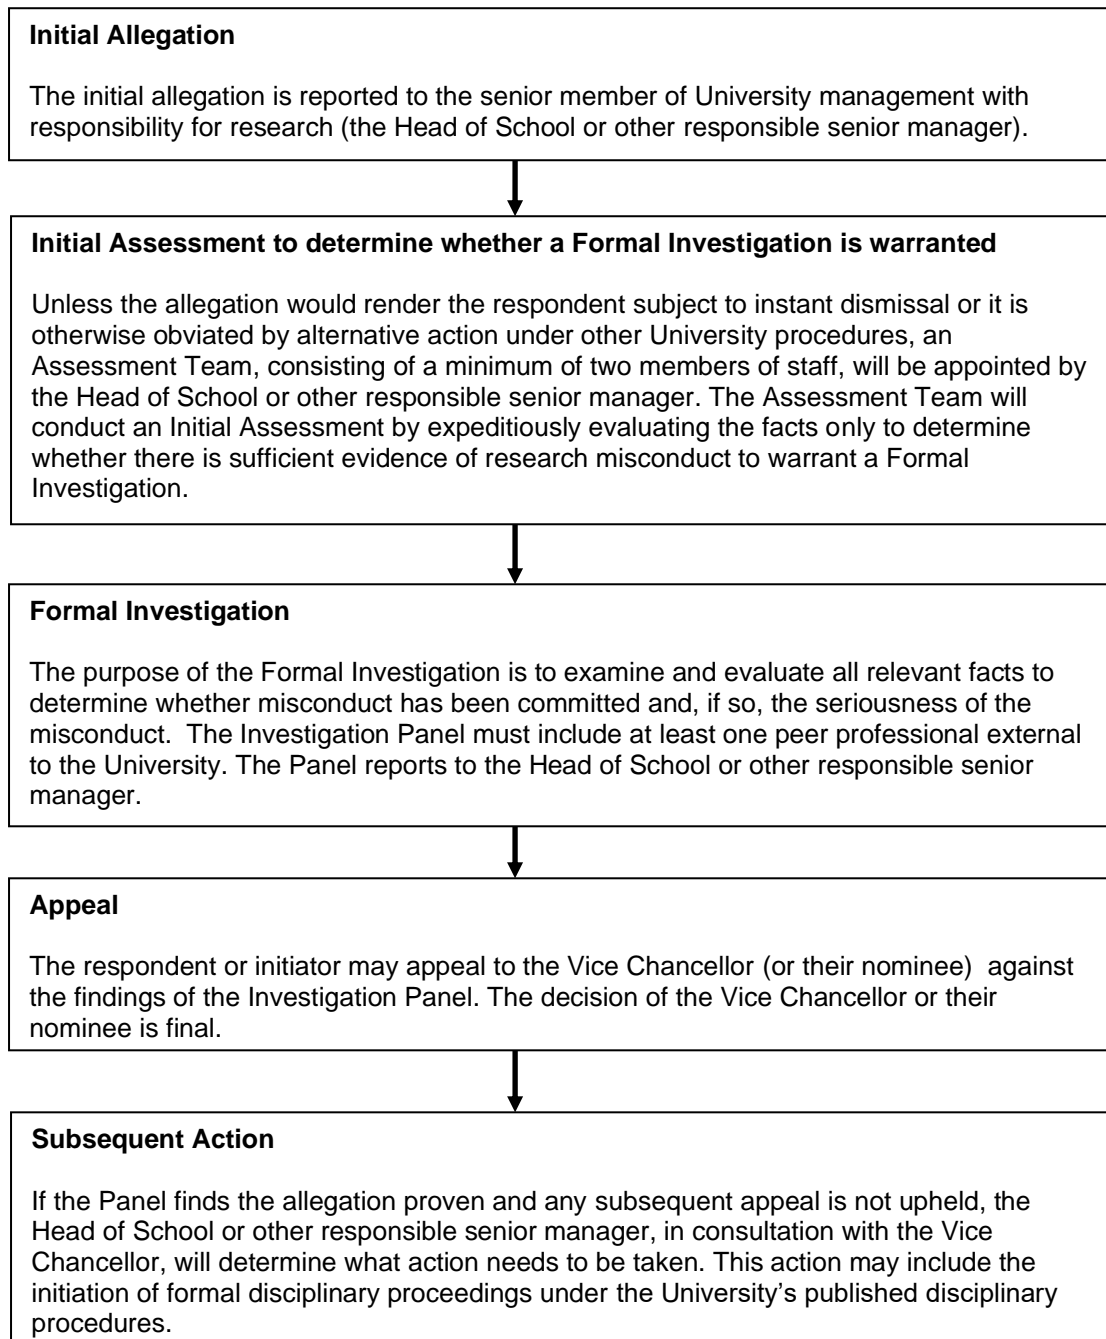 Initial Allegation
The initial allegation is reported to the senior member of University management with
responsibility for research (the Head of School or other responsible senior manager).
Initial Assessment to determine whether a Formal Investigation is warranted
Unless the allegation would render the respondent subject to instant dismissal or it is
otherwise obviated by alternative action under other University procedures, an
Assessment Team, consisting of a minimum of two members of staff, will be appointed by
the Head of School or other responsible senior manager. The Assessment Team will
conduct an Initial Assessment by expeditiously evaluating the facts only to determine
whether there is sufficient evidence of research misconduct to warrant a Formal
Investigation.
Formal Investigation
The purpose of the Formal Investigation is to examine and evaluate all relevant facts to
determine whether misconduct has been committed and, if so, the seriousness of the
misconduct.  The Investigation Panel must include at least one peer professional external
to the University. The Panel reports to the Head of School or other responsible senior
manager.
Appeal
The respondent or initiator may appeal to the Vice Chancellor (or their nominee)  against
the findings of the Investigation Panel. The decision of the Vice Chancellor or their
nominee is final.
Subsequent Action
If the Panel finds the allegation proven and any subsequent appeal is not upheld, the
Head of School or other responsible senior manager, in consultation with the Vice
Chancellor, will determine what action needs to be taken. This action may include the
initiation of formal disciplinary proceedings under the University’s published disciplinary
procedures.